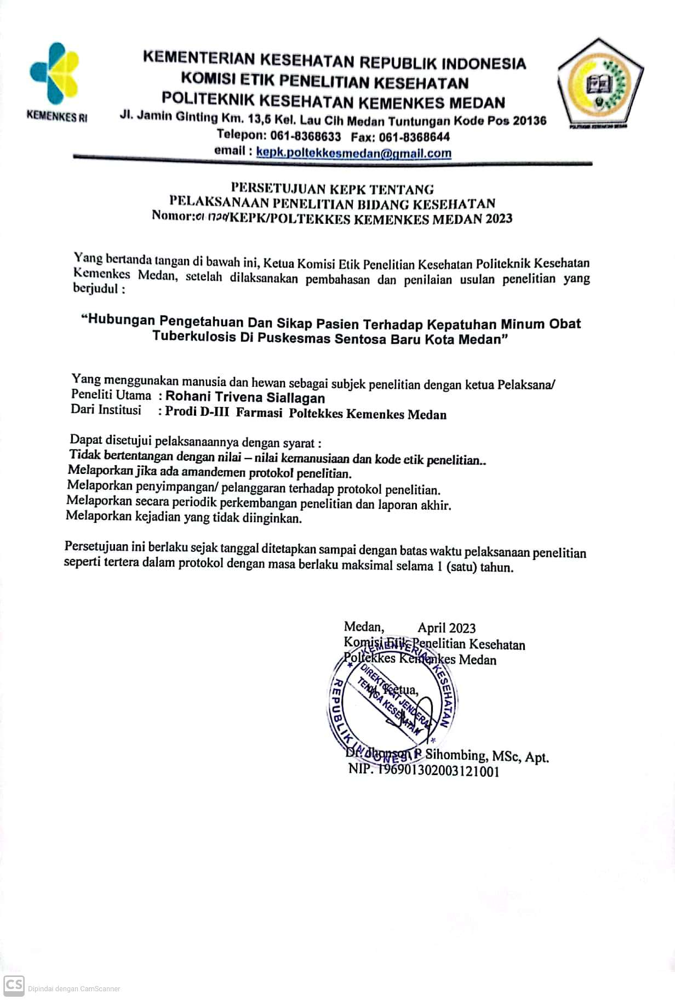 KEMENKES RI
KEMENTERIAN KESEHATAN REPUBLIK INDONESIA
KOMISI ETIK PENELITIAN KESEHATAN
POLITEKNIK KESEHATAN KEMENKES MEDAN
Jl. Jamin Ginting Km. 13,5 Kel. Lau Cih Medan Tuntungan Kode Pos 20136
Telepon: 061-8368633 Fax: 061-8368644
email : kepk.poltekkesmedan@gmail.com
POLITEKNIK KESEHATAN MEDAN
PERSETUJUAN KEPK TENTANG
PELAKSANAAN PENELITIAN BIDANG KESEHATAN
Nomor: /KEPK/POLTEKKES KEMENKES MEDAN 2023
Yang bertanda tangan di bawah ini, Ketua Komisi Etik Penelitian Kesehatan Politeknik Kesehatan
Kemenkes Medan, setelah dilaksanakan pembahasan dan penilaian usulan penelitian yang
berjudul :
“Hubungan Pengetahuan Dan Sikap Pasien Terhadap Kepatuhan Minum Obat
Tuberkulosis Di Puskesmas Sentosa Baru Kota Medan”
Yang menggunakan manusia dan hewan sebagai subjek penelitian dengan ketua Pelaksana/
Peneliti Utama : Rohani Trivena Siallagan
Dari Institusi : Prodi D-III Farmasi Poltekkes Kemenkes Medan
Dapat disetujui pelaksanaannya dengan syarat :
Tidak bertentangan dengan nilai – nilai kemanusiaan dan kode etik penelitian..
Melaporkan jika ada amandemen protokol penelitian.
Melaporkan penyimpangan/ pelanggaran terhadap protokol penelitian.
Melaporkan secara periodik perkembangan penelitian dan laporan akhir.
Melaporkan kejadian yang tidak diinginkan.
Persetujuan ini berlaku sejak tanggal ditetapkan sampai dengan batas waktu pelaksanaan penelitian
seperti tertera dalam protokol dengan masa berlaku maksimal selama 1 (satu) tahun.
Medan, April 2023
Komisi Etik Penelitian Kesehatan
Poltekkes Kemenkes Medan
Ketua,
KEMENTERIAN KESEHATAN
DIREKTORAT JENDERAL
TENAGA KESEHATAN
REPUBLIK INDONESIA
Dr. Jhonson P Sihombing, MSc, Apt.
NIP. 196901302003121001
CS Dipindai dengan CamScanner